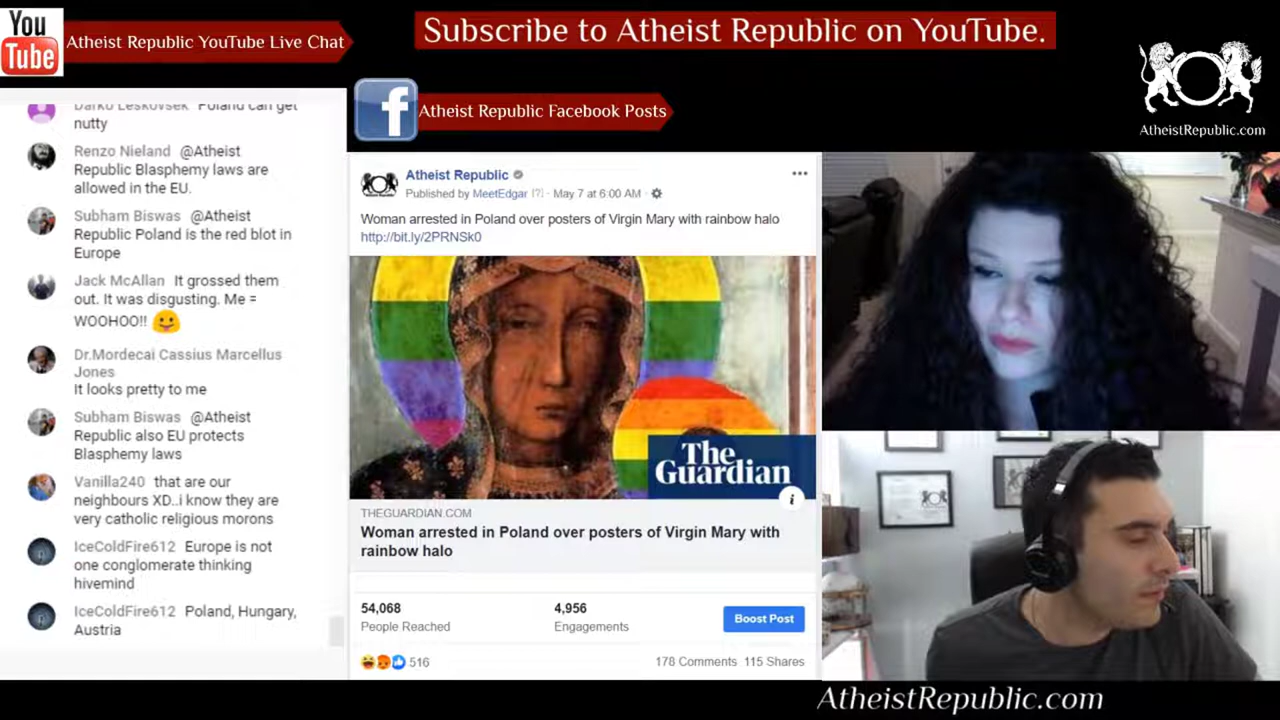 You
Tube
Atheist Republic YouTube Live Chat
Subscribe to Atheist Republic on YouTube.
AtheistRepublic.com
Atheist Republic Facebook Posts
Darko Leskovsek Poland can get
nutty
Renzo Nieland @Atheist
Republic Blasphemy laws are
allowed in the EU.
Subham Biswas @Atheist
Republic Poland is the red blot in
Europe
Jack McAllan It grossed them
out. It was disgusting. Me =
WOOHOO!! 😛
Dr.Mordecai Cassius Marcellus
Jones
It looks pretty to me
Subham Biswas @Atheist
Republic also EU protects
Blasphemy laws
Vanilla240 that are our
neighbours XD..i know they are
very catholic religious morons
IceColdFire612 Europe is not
one conglomerate thinking
hivemind
IceColdFire612 Poland, Hungary,
Austria
Atheist Republic
Published by MeetEdgar [?] · May 7 at 6:00 AM ·
Woman arrested in Poland over posters of Virgin Mary with rainbow halo
http://bit.ly/2PRNSk0
The
Guardian
i
THEGUARDIAN.COM
Woman arrested in Poland over posters of Virgin Mary with
rainbow halo
54,068
People Reached
4,956
Engagements
Boost Post
516
178 Comments 115 Shares
AtheistRepublic.com